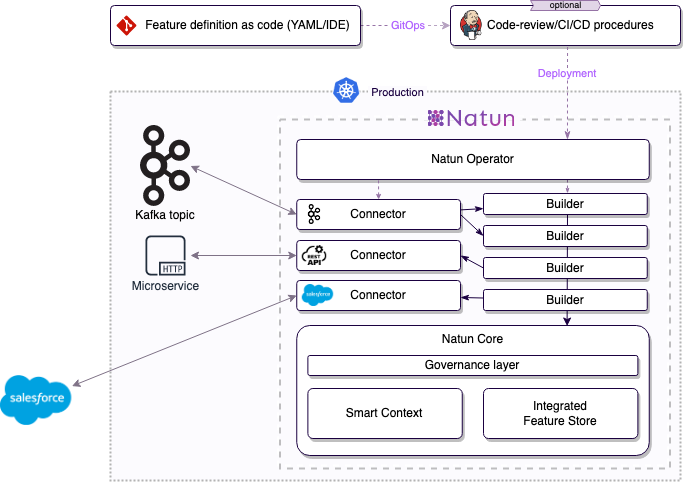 optional
Feature definition as code (YAML/IDE)
GitOps
Code-review/CI/CD procedures
Deployment
Production
Natun
Natun Operator
Kafka topic
Connector
Builder
Builder
HTTP
Microservice
REST
API
Connector
Builder
salesforce
Connector
Builder
Natun Core
Governance layer
salesforce
Smart Context
Integrated
Feature Store